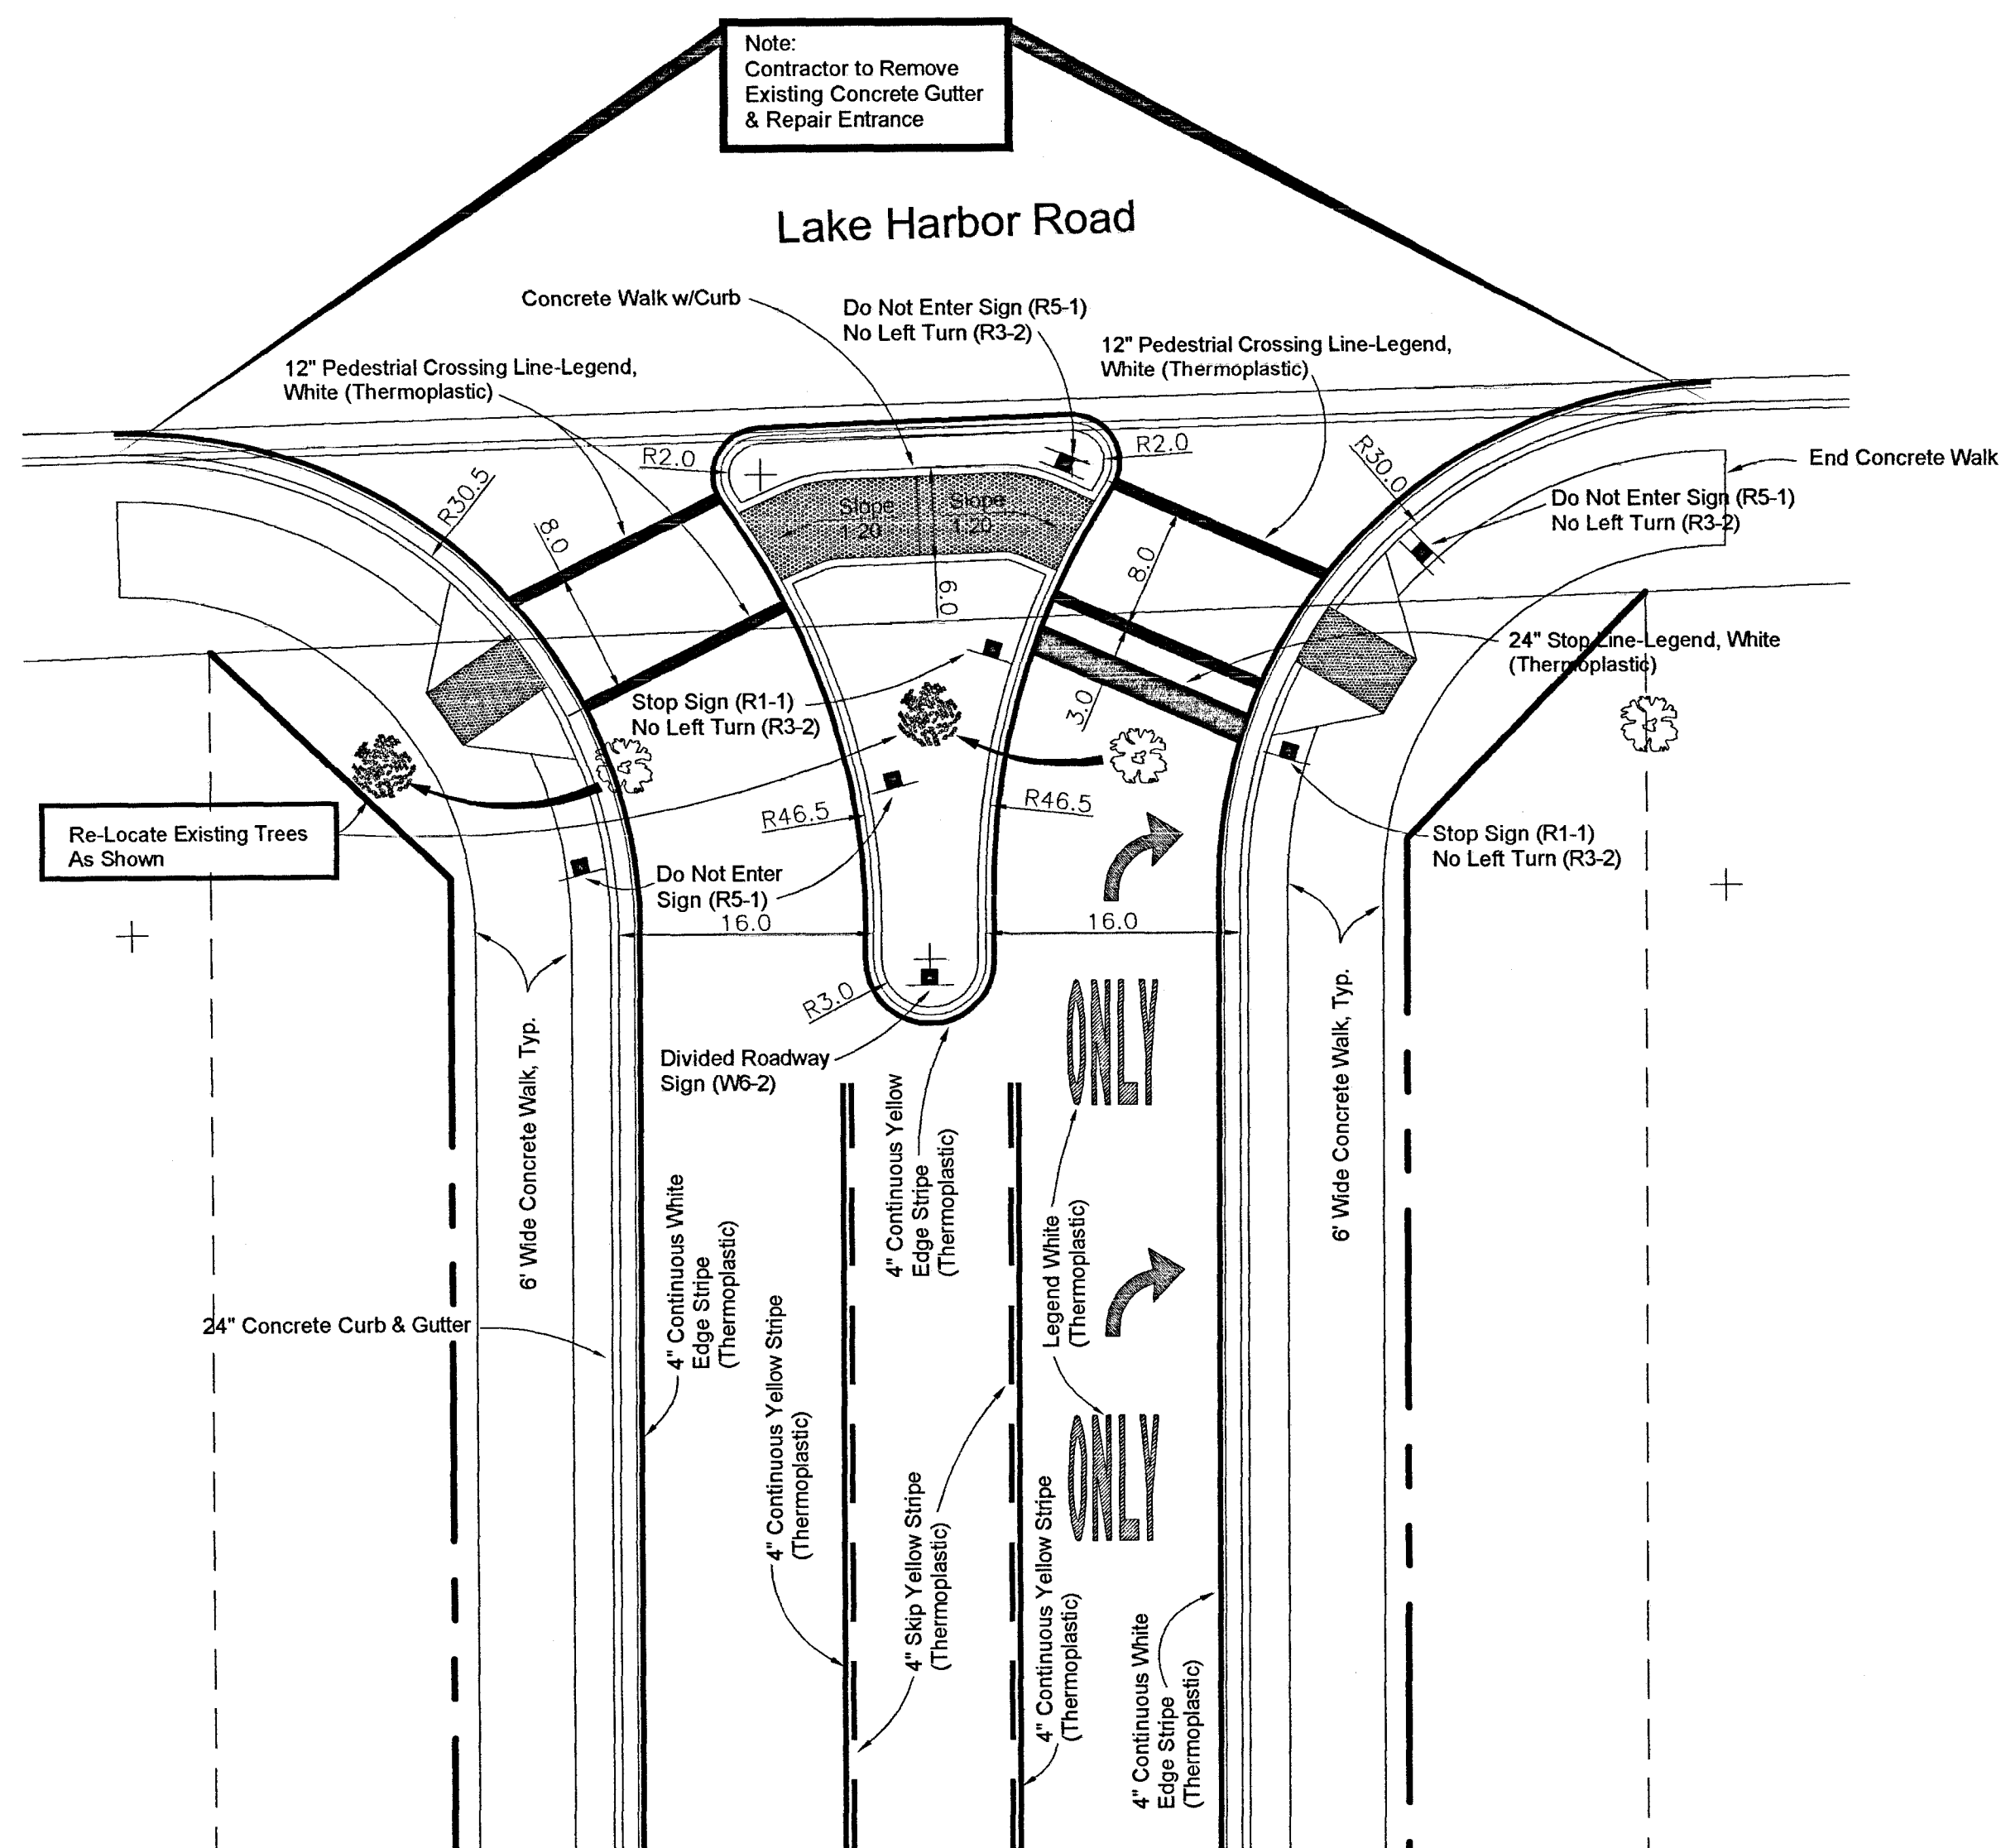 Note:
Contractor to Remove
Existing Concrete Gutter
& Repair Entrance
Lake Harbor Road
Concrete Walk w/Curb
Do Not Enter Sign (R5-1)
No Left Turn (R3-2)
12" Pedestrial Crossing Line-Legend,
White (Thermoplastic)
12" Pedestrial Crossing Line-Legend,
White (Thermoplastic)
R2.0
R2.0
R30.5
R30.0
End Concrete Walk
Do Not Enter Sign (R5-1)
No Left Turn (R3-2)
Slope
1:20
Slope
1:20
8.0
8.0
6.0
24" Stop Line-Legend, White
(Thermoplastic)
Stop Sign (R1-1)
No Left Turn (R3-2)
3.0
R46.5
R46.5
Re-Locate Existing Trees
As Shown
Stop Sign (R1-1)
No Left Turn (R3-2)
Do Not Enter
Sign (R5-1)
16.0
16.0
R3.0
Divided Roadway
Sign (W6-2)
ONLY
6' Wide Concrete Walk, Typ.
6' Wide Concrete Walk, Typ.
4" Continuous Yellow
Edge Stripe
(Thermoplastic)
4" Continuous White
Edge Stripe
(Thermoplastic)
Legend White
(Thermoplastic)
24" Concrete Curb & Gutter
4" Continuous Yellow Stripe
(Thermoplastic)
ONLY
4" Skip Yellow Stripe
(Thermoplastic)
4" Continuous Yellow Stripe
(Thermoplastic)
4" Continuous White
Edge Stripe
(Thermoplastic)